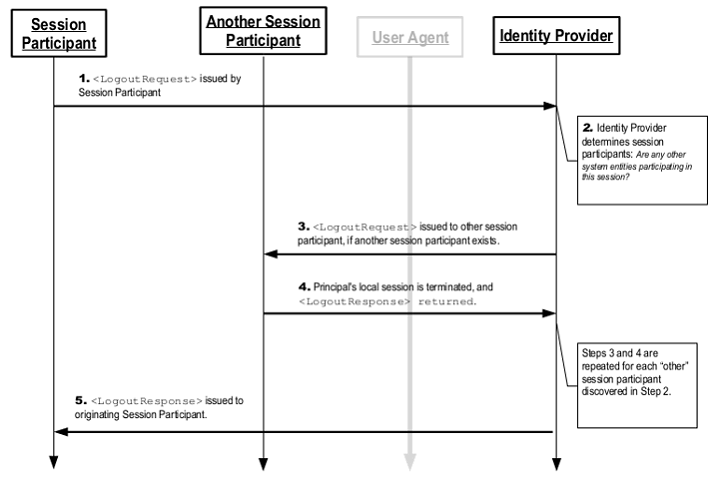 Session
Participant
Another Session
Participant
User Agent
Identity Provider
1. <LogoutRequest> issued by
Session Participant
2. Identity Provider
determines session
participants: Are any other
system entities participating in
this session?
3. <LogoutRequest> issued to other session
participant, if another session participant exists.
4. Principal's local session is terminated, and
<LogoutResponse> returned.
Steps 3 and 4 are
repeated for each “other”
session participant
discovered in Step 2.
5. <LogoutResponse> issued to
originating Session Participant.